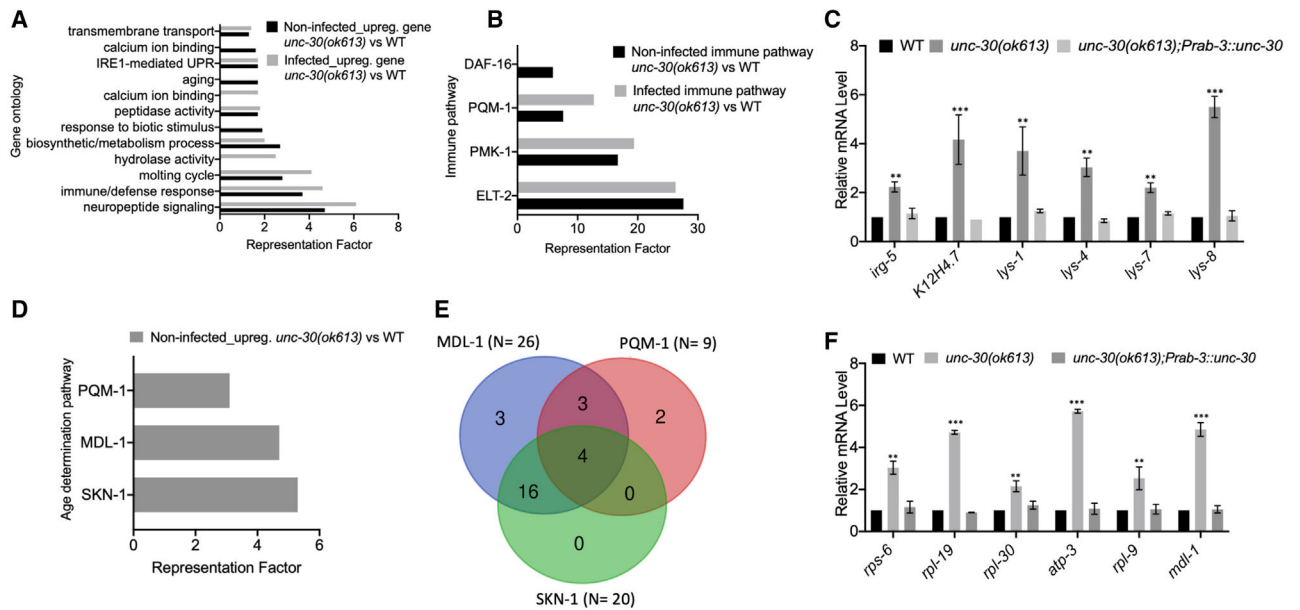 A
Gene ontology
transmembrane transport
calcium ion binding
IRE1-mediated UPR
aging
calcium ion binding
peptidase activity
response to biotic stimulus
biosynthetic/metabolism process
hydrolase activity
molting cycle
immune/defense response
neuropeptide signaling
0 2 4 6 8
Representation Factor
Non-infected_upreg. gene
unc-30(ok613) vs WT
Infected_upreg. gene
unc-30(ok613) vs WT
B
Immune pathway
DAF-16
PQM-1
PMK-1
ELT-2
0 10 20 30
Representation Factor
Non-infected immune pathway
unc-30(ok613) vs WT
Infected immune pathway
unc-30(ok613) vs WT
C
WT unc-30(ok613) unc-30(ok613);Prab-3::unc-30
Relative mRNA Level
8
6
4
2
0
** *** ** ** ** ***
irg-5 K12H4.7 lys-1 lys-4 lys-7 lys-8
D
Non-infected_upreg. unc-30(ok613) vs WT
Age determination pathway
PQM-1
MDL-1
SKN-1
0 2 4 6
Representation Factor
E
MDL-1 (N= 26) PQM-1 (N= 9)
3 3 2
4
16 0
0
SKN-1 (N= 20)
F
WT unc-30(ok613) unc-30(ok613);Prab-3::unc-30
Relative mRNA Level
8
6
4
2
0
** *** ** *** ** ***
rps-6 rpl-19 rpl-30 atp-3 rpl-9 mdl-1